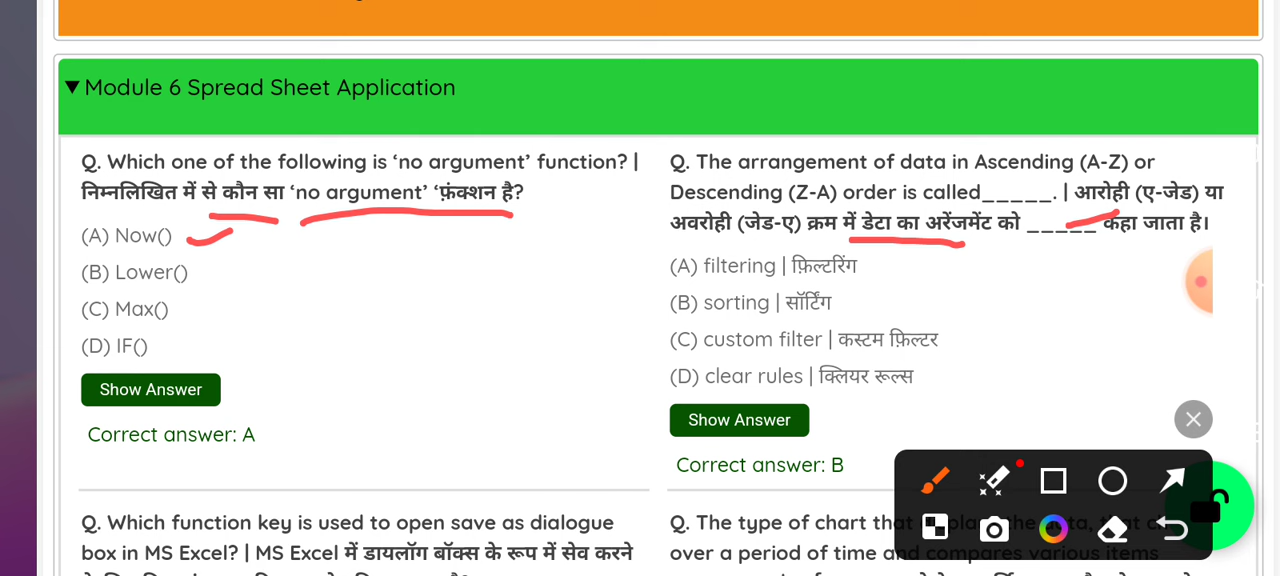 Module 6 Spread Sheet Application
Q. Which one of the following is ‘no argument’ function? |
निम्नलिखित में से कौन सा ‘no argument’ ‘फ़ंक्शन है?
(A) Now()
(B) Lower()
(C) Max()
(D) IF()
Show Answer
Correct answer: A
Q. The arrangement of data in Ascending (A-Z) or
Descending (Z-A) order is called_____. | आरोही (ए-जेड) या
अवरोही (जेड-ए) क्रम में डेटा का अरेंजमेंट को _____ कहा जाता है।
(A) filtering | फ़िल्टरिंग
(B) sorting | सॉर्टिंग
(C) custom filter | कस्टम फ़िल्टर
(D) clear rules | क्लियर रूल्स
Show Answer
Correct answer: B
Q. Which function key is used to open save as dialogue
box in MS Excel? | MS Excel में डायलॉग बॉक्स के रूप में सेव करने
Q. The type of chart that
over a period of time and compares various items